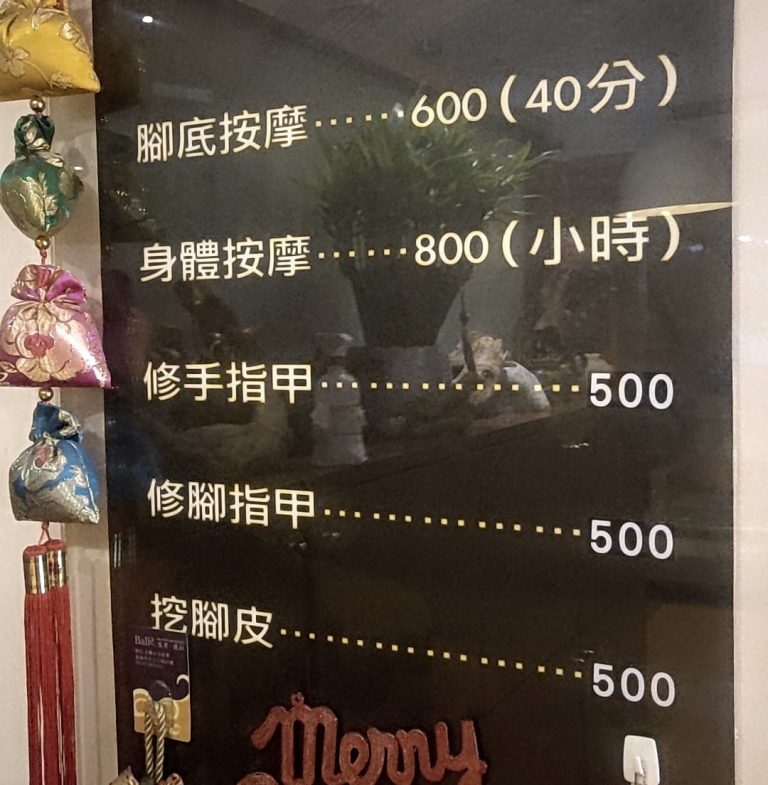 腳底按摩……600(40分)
身體按摩……800(小時)
修手指甲……………500
修腳指甲……………500
挖腳皮………………500
Merry